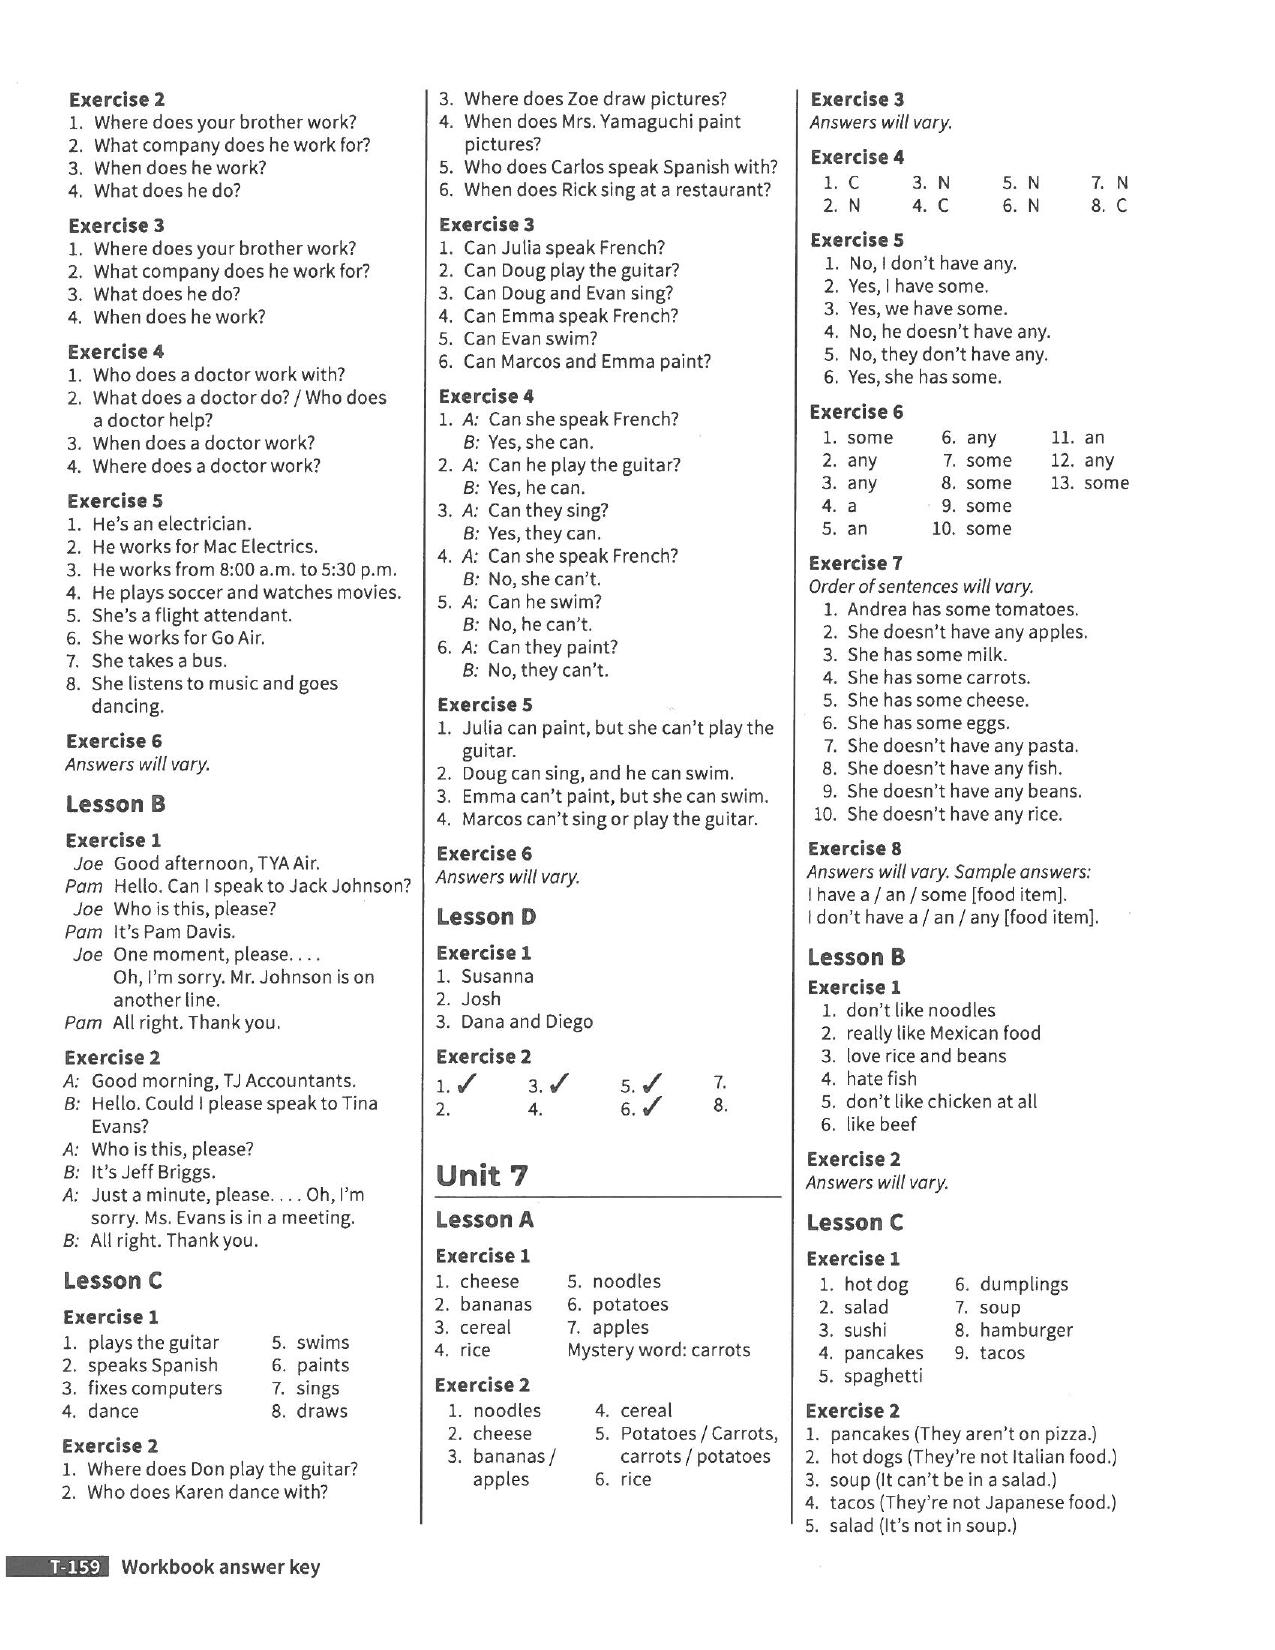 Exercise 2
1. Where does your brother work?
2. What company does he work for?
3. When does he work?
4. What does he do?
Exercise 3
1. Where does your brother work?
2. What company does he work for?
3. What does he do?
4. When does he work?
Exercise 4
1. Who does a doctor work with?
2. What does a doctor do? / Who does
a doctor help?
3. When does a doctor work?
4. Where does a doctor work?
Exercise 5
1. He's an electrician.
2. He works for Mac Electrics.
3. He works from 8:00 a.m. to 5:30 p.m.
4. He plays soccer and watches movies.
5. She's a flight attendant.
6. She works for Go Air.
7. She takes a bus.
8. She listens to music and goes
dancing.
Exercise 6
Answers will vary.
Lesson B
Exercise 1
Joe Good afternoon, TYA Air.
Pam Hello. Can I speak to Jack Johnson?
Joe Who is this, please?
Pam It's Pam Davis.
Joe One moment, please. . . .
Oh, I'm sorry. Mr. Johnson is on
another line.
Pam All right. Thank you.
Exercise 2
A: Good morning, TJ Accountants.
B: Hello. Could I please speak to Tina
Evans?
A: Who is this, please?
B: It's Jeff Briggs.
A: Just a minute, please. . . . Oh, I'm
sorry. Ms. Evans is in a meeting.
B: All right. Thank you.
Lesson C
Exercise 1
1. plays the guitar 5. swims
2. speaks Spanish 6. paints
3. fixes computers 7. sings
4. dance 8. draws
Exercise 2
1. Where does Don play the guitar?
2. Who does Karen dance with?
3. Where does Zoe draw pictures?
4. When does Mrs. Yamaguchi paint
pictures?
5. Who does Carlos speak Spanish with?
6. When does Rick sing at a restaurant?
Exercise 3
1. Can Julia speak French?
2. Can Doug play the guitar?
3. Can Doug and Evan sing?
4. Can Emma speak French?
5. Can Evan swim?
6. Can Marcos and Emma paint?
Exercise 4
1. A: Can she speak French?
B: Yes, she can.
2. A: Can he play the guitar?
B: Yes, he can.
3. A: Can they sing?
B: Yes, they can.
4. A: Can she speak French?
B: No, she can't.
5. A: Can he swim?
B: No, he can't.
6. A: Can they paint?
B: No, they can't.
Exercise 5
1. Julia can paint, but she can't play the
guitar.
2. Doug can sing, and he can swim.
3. Emma can't paint, but she can swim.
4. Marcos can't sing or play the guitar.
Exercise 6
Answers will vary.
Lesson D
Exercise 1
1. Susanna
2. Josh
3. Dana and Diego
Exercise 2
1. ✓ 3. ✓ 5. ✓ 7.
2. 4. 6. ✓ 8.
Unit 7
Lesson A
Exercise 1
1. cheese 5. noodles
2. bananas 6. potatoes
3. cereal 7. apples
4. rice Mystery word: carrots
Exercise 2
1. noodles 4. cereal
2. cheese 5. Potatoes / Carrots,
3. bananas / carrots / potatoes
apples 6. rice
Exercise 3
Answers will vary.
Exercise 4
1. C 3. N 5. N 7. N
2. N 4. C 6. N 8. C
Exercise 5
1. No, I don't have any.
2. Yes, I have some.
3. Yes, we have some.
4. No, he doesn't have any.
5. No, they don't have any.
6. Yes, she has some.
Exercise 6
1. some 6. any 11. an
2. any 7. some 12. any
3. any 8. some 13. some
4. a 9. some
5. an 10. some
Exercise 7
Order of sentences will vary.
1. Andrea has some tomatoes.
2. She doesn't have any apples.
3. She has some milk.
4. She has some carrots.
5. She has some cheese.
6. She has some eggs.
7. She doesn't have any pasta.
8. She doesn't have any fish.
9. She doesn't have any beans.
10. She doesn't have any rice.
Exercise 8
Answers will vary. Sample answers:
I have a / an / some [food item].
I don't have a / an / any [food item].
Lesson B
Exercise 1
1. don't like noodles
2. really like Mexican food
3. love rice and beans
4. hate fish
5. don't like chicken at all
6. like beef
Exercise 2
Answers will vary.
Lesson C
Exercise 1
1. hot dog 6. dumplings
2. salad 7. soup
3. sushi 8. hamburger
4. pancakes 9. tacos
5. spaghetti
Exercise 2
1. pancakes (They aren't on pizza.)
2. hot dogs (They're not Italian food.)
3. soup (It can't be in a salad.)
4. tacos (They're not Japanese food.)
5. salad (It's not in soup.)
T-159 Workbook answer key